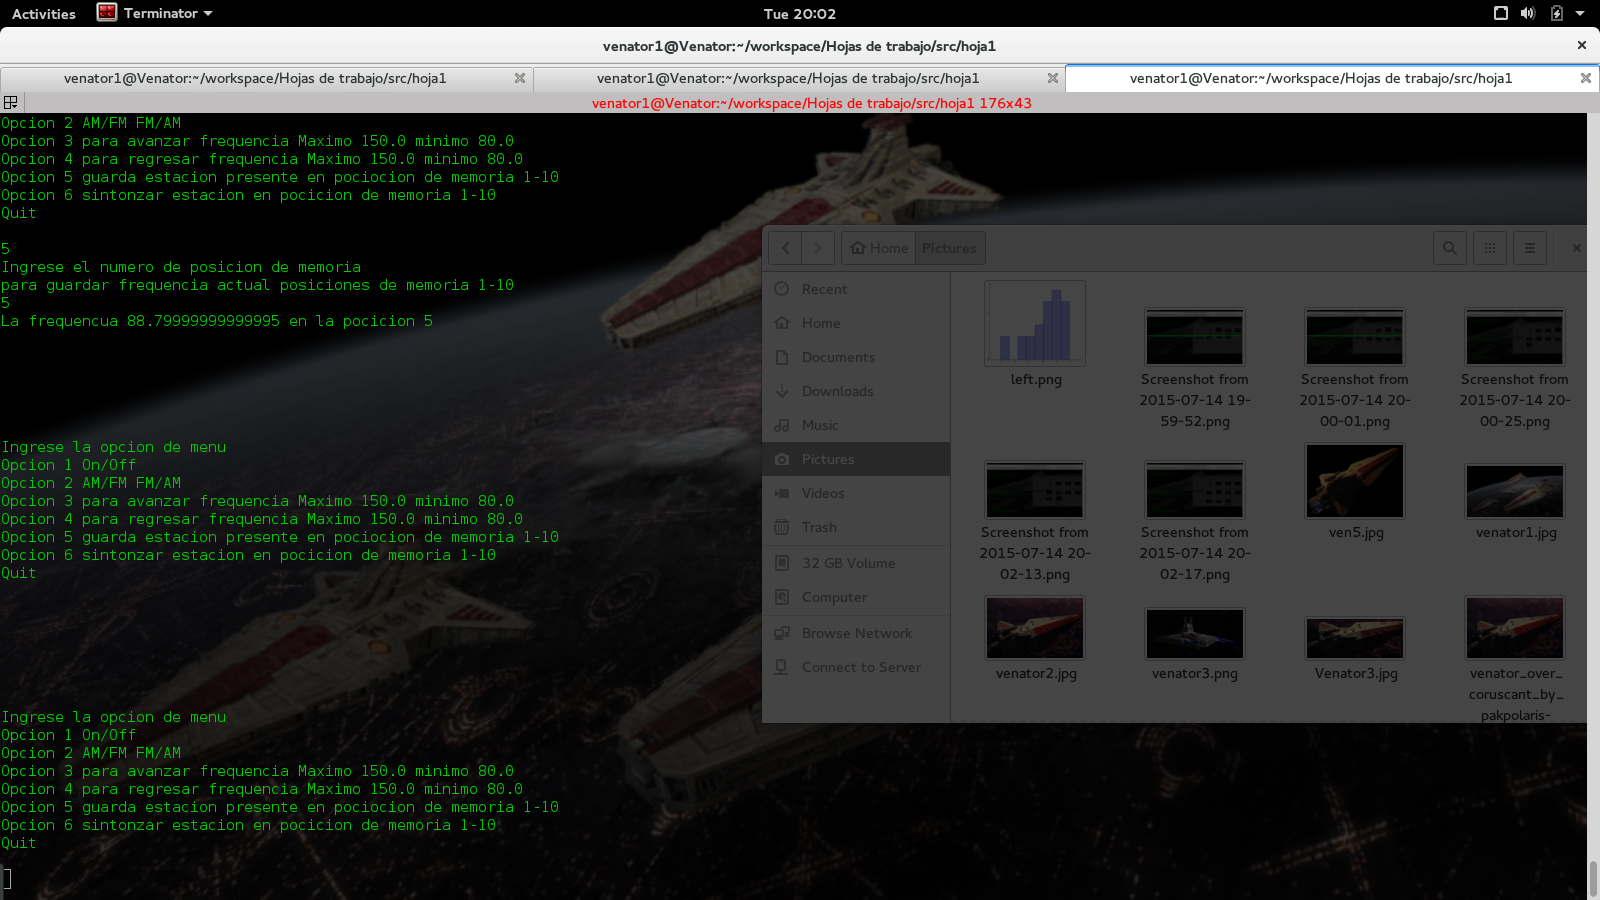 Activities
Terminator
Tue 20:02
venator1@Venator:~/workspace/Hojas de trabajo/src/hoja1
venator1@Venator:~/workspace/Hojas de trabajo/src/hoja1
venator1@Venator:~/workspace/Hojas de trabajo/src/hoja1
venator1@Venator:~/workspace/Hojas de trabajo/src/hoja1
venator1@Venator:~/workspace/Hojas de trabajo/src/hoja1 176x43
Opcion 2 AM/FM FM/AM
Opcion 3 para avanzar frequencia Maximo 150.0 minimo 80.0
Opcion 4 para regresar frequencia Maximo 150.0 minimo 80.0
Opcion 5 guarda estacion presente en pociocion de memoria 1-10
Opcion 6 sintonzar estacion en pocicion de memoria 1-10
Quit
5
Ingrese el numero de posicion de memoria
para guardar frequencia actual posiciones de memoria 1-10
5
La frequencua 88.79999999999995 en la pocicion 5
Ingrese la opcion de menu
Opcion 1 On/Off
Opcion 2 AM/FM FM/AM
Opcion 3 para avanzar frequencia Maximo 150.0 minimo 80.0
Opcion 4 para regresar frequencia Maximo 150.0 minimo 80.0
Opcion 5 guarda estacion presente en pociocion de memoria 1-10
Opcion 6 sintonzar estacion en pocicion de memoria 1-10
Quit
Ingrese la opcion de menu
Opcion 1 On/Off
Opcion 2 AM/FM FM/AM
Opcion 3 para avanzar frequencia Maximo 150.0 minimo 80.0
Opcion 4 para regresar frequencia Maximo 150.0 minimo 80.0
Opcion 5 guarda estacion presente en pociocion de memoria 1-10
Opcion 6 sintonzar estacion en pocicion de memoria 1-10
Quit
Home
Pictures
Recent
Home
Documents
Downloads
Music
Pictures
Videos
Trash
32 GB Volume
Computer
Browse Network
Connect to Server
left.png
Screenshot from
2015-07-14 19-
59-52.png
Screenshot from
2015-07-14 20-
00-01.png
Screenshot from
2015-07-14 20-
00-25.png
Screenshot from
2015-07-14 20-
02-13.png
Screenshot from
2015-07-14 20-
02-17.png
ven5.jpg
venator1.jpg
venator2.jpg
venator3.png
Venator3.jpg
venator_over_
coruscant_by_
pakpolaris-